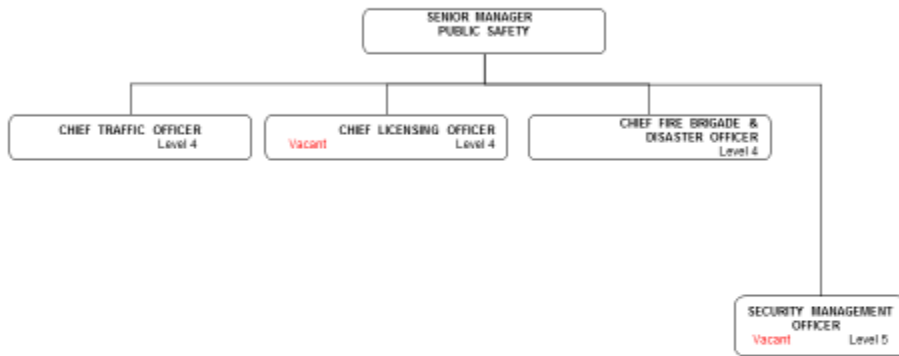 SENIOR MANAGER
PUBLIC SAFETY
CHIEF TRAFFIC OFFICER
Level 4
CHIEF LICENSING OFFICER
Vacant Level 4
CHIEF FIRE BRIGADE &
DISASTER OFFICER
Level 4
SECURITY MANAGEMENT
OFFICER
Vacant Level 5